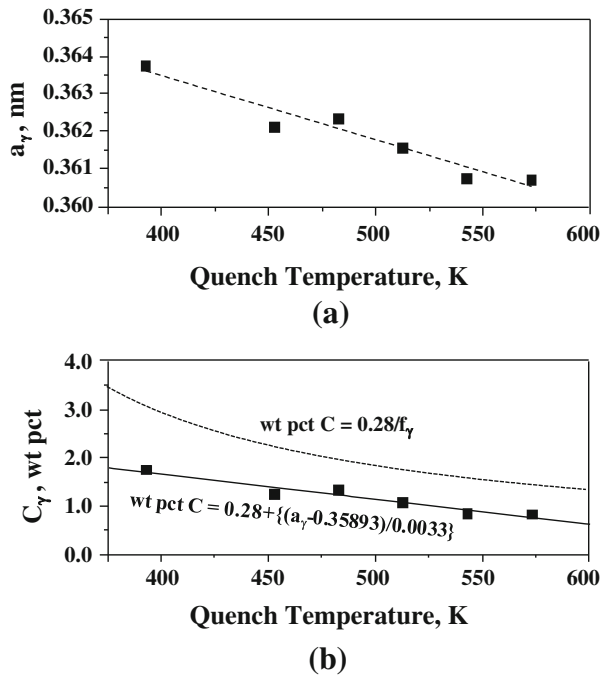 0.365
0.364
0.363
0.362
0.361
0.360
aγ, nm
400 450 500 550 600
Quench Temperature, K
(a)
4.0
3.0
2.0
1.0
0.0
Cγ, wt pct
wt pct C = 0.28/fγ
wt pct C = 0.28+{(aγ-0.35893)/0.0033}
400 450 500 550 600
Quench Temperature, K
(b)